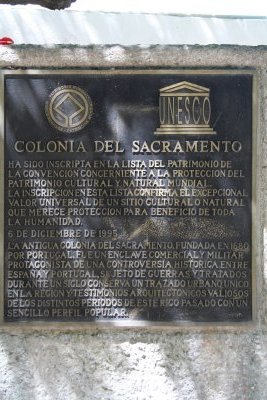 UNESCO
COLONIA DEL SACRAMENTO
HA SIDO INSCRIPTA EN LA LISTA DEL PATRIMONIO DE
LA CONVENCION CONCERNIENTE A LA PROTECCION DEL
PATRIMONIO CULTURAL Y NATURAL MUNDIAL.
LA INSCRIPCION EN ESTA LISTA CONFIRMA EL EXCEPCIONAL
VALOR UNIVERSAL DE UN SITIO CULTURAL O NATURAL
QUE MERECE PROTECCION PARA BENEFICIO DE TODA
LA HUMANIDAD.
6 DE DICIEMBRE DE 1995
LA ANTIGUA COLONIA DEL SACRAMENTO, FUNDADA EN 1680
POR PORTUGAL, FUE UN ENCLAVE COMERCIAL Y MILITAR
PROTAGONISTA DE UNA CONTROVERSIA HISTORICA ENTRE
ESPAÑA Y PORTUGAL, SUJETO DE GUERRAS Y TRATADOS
DURANTE UN SIGLO CONSERVA UN TRAZADO URBANO UNICO
EN LA REGION Y TESTIMONIOS ARQUITECTONICOS VALIOSOS
DE LOS DISTINTOS PERIODOS DE ESTE RICO PASADO CON UN
SENCILLO PERFIL POPULAR.